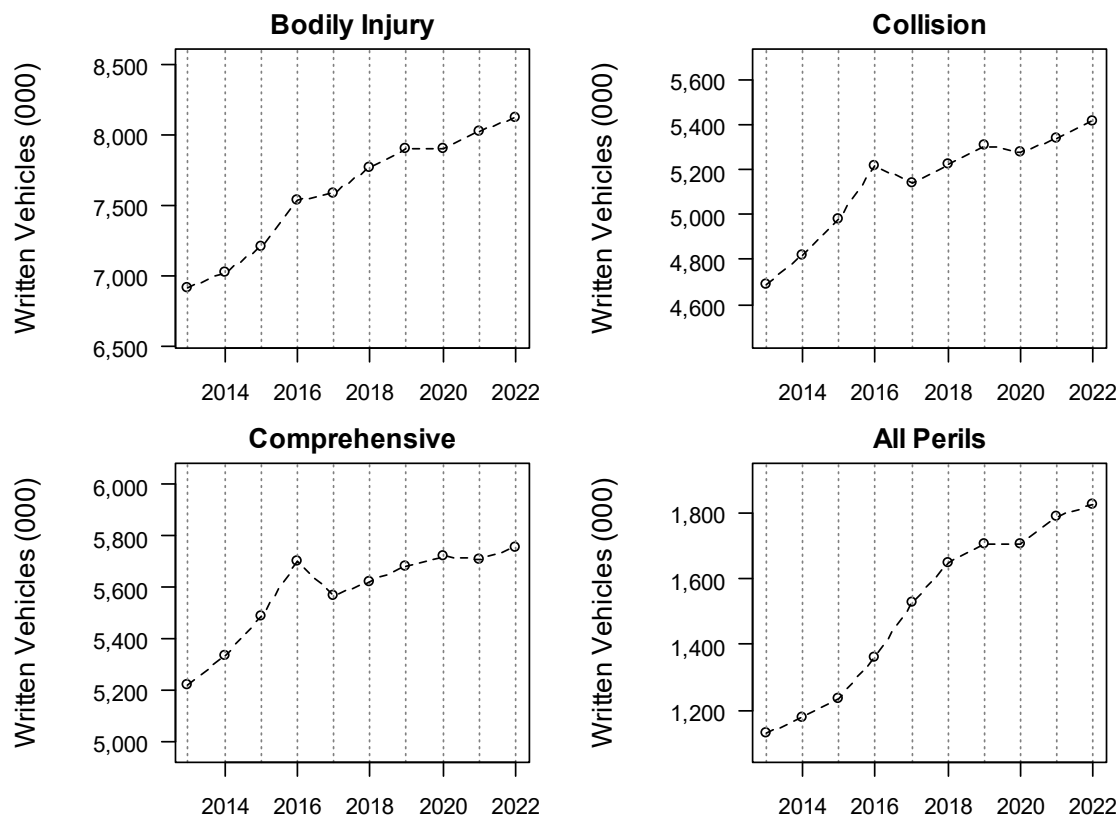 Bodily Injury
Written Vehicles (000)
8,500
8,000
7,500
7,000
6,500
2014 2016 2018 2020 2022
Collision
Written Vehicles (000)
5,600
5,400
5,200
5,000
4,800
4,600
2014 2016 2018 2020 2022
Comprehensive
Written Vehicles (000)
6,000
5,800
5,600
5,400
5,200
5,000
2014 2016 2018 2020 2022
All Perils
Written Vehicles (000)
1,800
1,600
1,400
1,200
2014 2016 2018 2020 2022